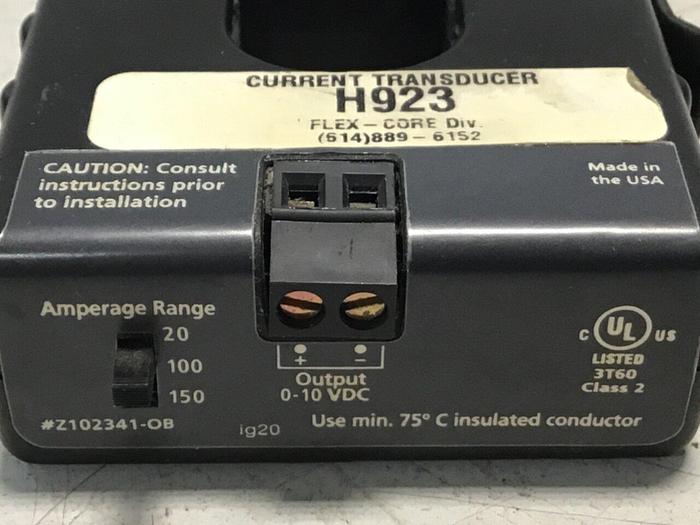 CURRENT TRANSDUCER
H923
FLEX-CORE Div.
(614)889-6152
CAUTION: Consult
instructions prior
to installation
Made in
the USA
Amperage Range
20
100
150
+ -
Output
0-10 VDC
C UL US
LISTED
3T60
Class 2
#Z102341-OB
ig20
Use min. 75° C insulated conductor